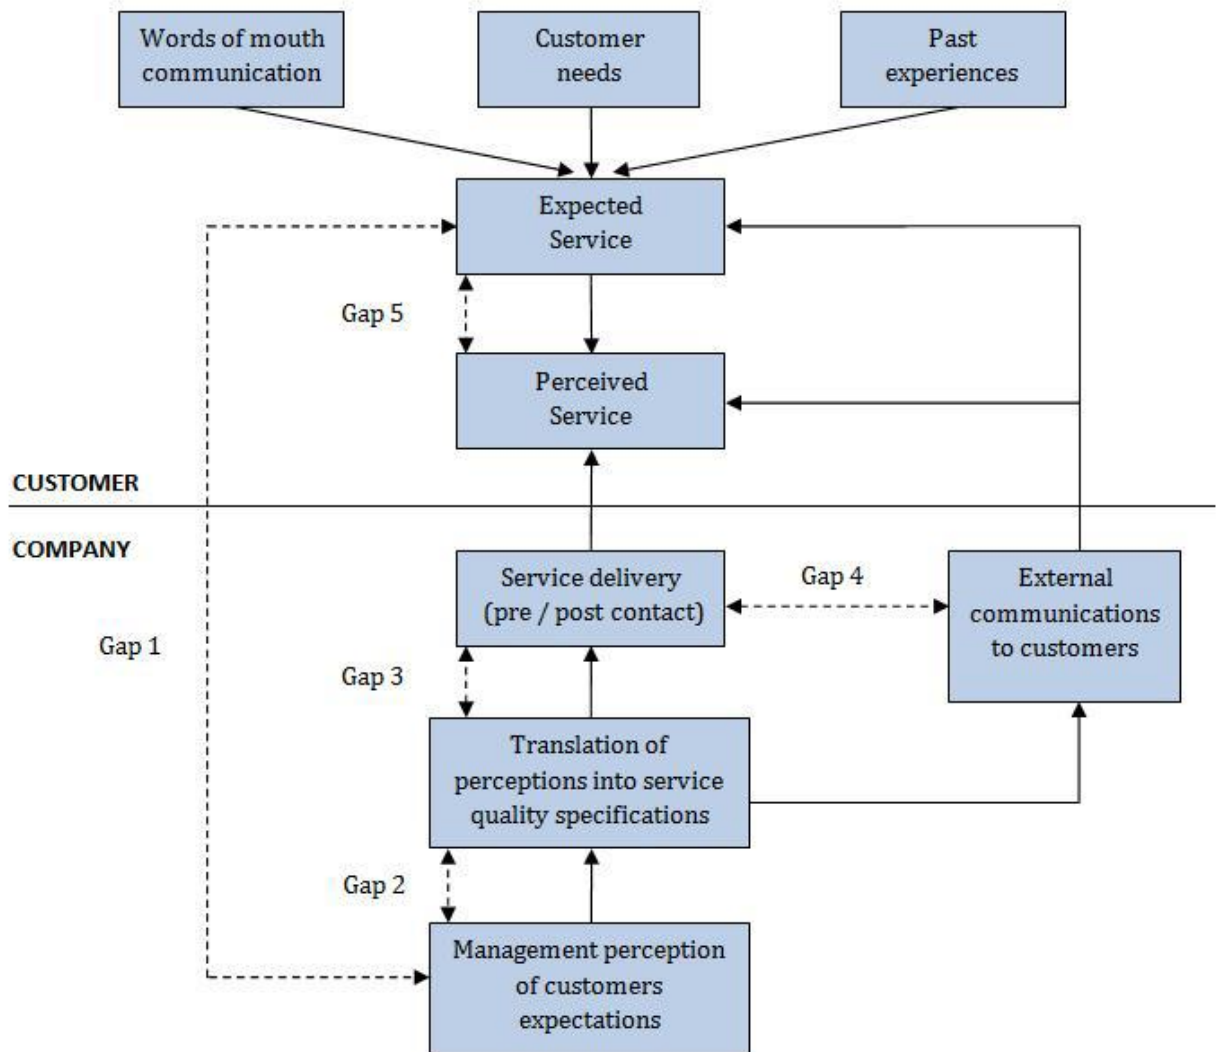 Words of mouth
communication
Customer
needs
Past
experiences
Expected
Service
Gap 5
Perceived
Service
CUSTOMER
COMPANY
Service delivery
(pre / post contact)
Gap 4
External
communications
to customers
Gap 1
Gap 3
Translation of
perceptions into service
quality specifications
Gap 2
Management perception
of customers
expectations